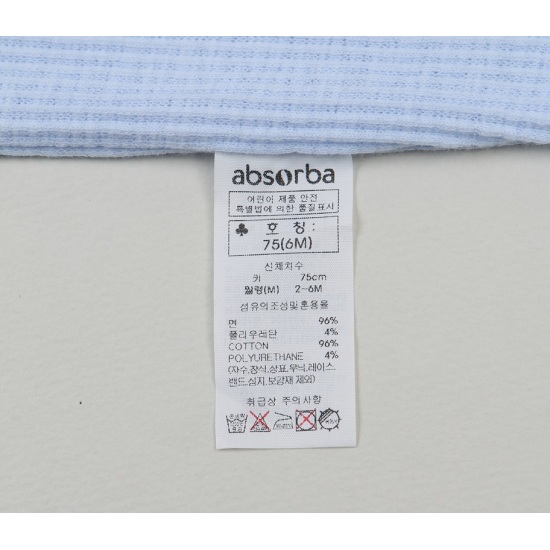 absorba
어린이 제품 안전
특별법에 의한 품질표시
♣ 호 칭 :
75(6M)
신체치수
키 75cm
월령(M) 2~6M
섬유의조성및혼용율
면 96%
폴리우레탄 4%
COTTON 96%
POLYURETHANE 4%
(자수,장식,상표,무늬,레이스,
밴드,심지,보강재 제외)
취급상 주의사항